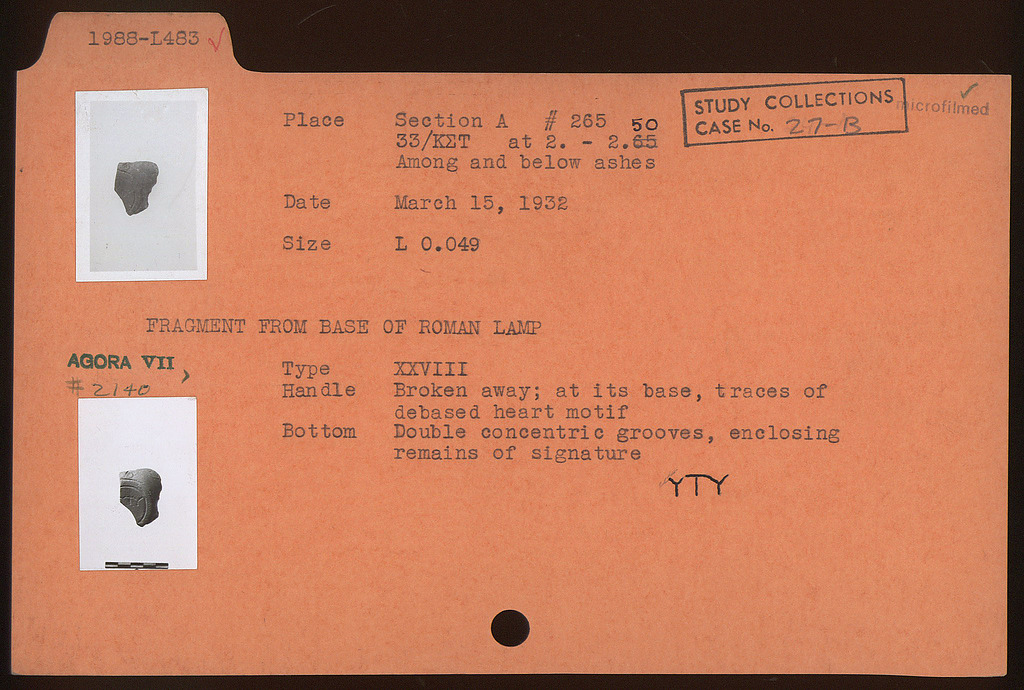 1988-L483 ✓
STUDY COLLECTIONS
CASE No. 27-B
microfilmed ✓
Place Section A # 265
33/ΚΣΤ at 2. - 2.65 50
Among and below ashes
Date March 15, 1932
Size L 0.049
FRAGMENT FROM BASE OF ROMAN LAMP
AGORA VII,
# 2140
Type XXVIII
Handle Broken away; at its base, traces of
debased heart motif
Bottom Double concentric grooves, enclosing
remains of signature
ΥΤΥ